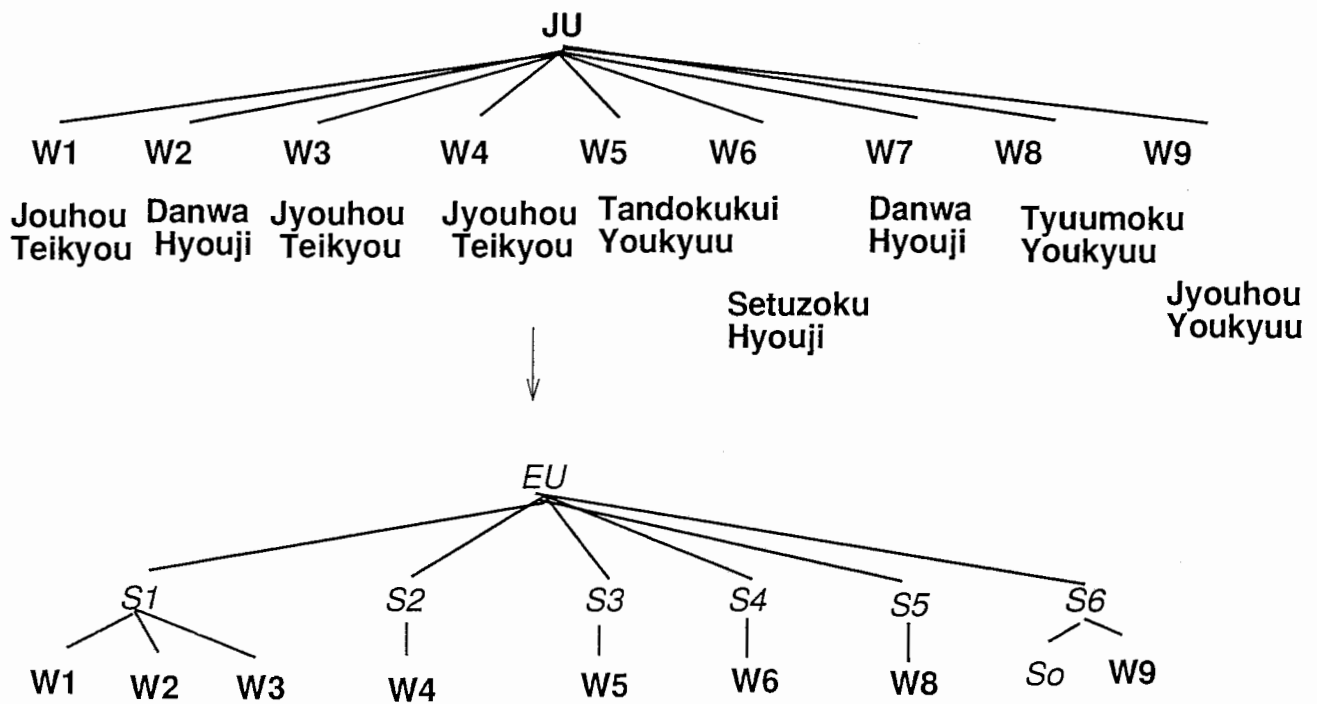 JU
W1 W2 W3 W4 W5 W6 W7 W8 W9
Jouhou Danwa Jyouhou Jyouhou Tandokukui Danwa Tyuumoku
Teikyou Hyouji Teikyou Teikyou Youkyuu Hyouji Youkyuu
Setuzoku Jyouhou
Hyouji Youkyuu
EU
S1 S2 S3 S4 S5 S6
W1 W2 W3 W4 W5 W6 W8 So W9